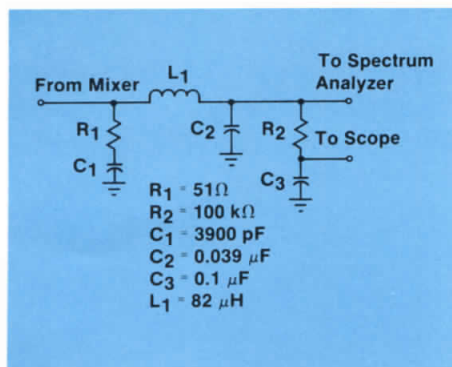 To Spectrum
Analyzer
From Mixer
L1
R1
C2
R2
To Scope
C1
C3
R1 = 51Ω
R2 = 100 kΩ
C1 = 3900 pF
C2 = 0.039 μF
C3 = 0.1 μF
L1 = 82 μH